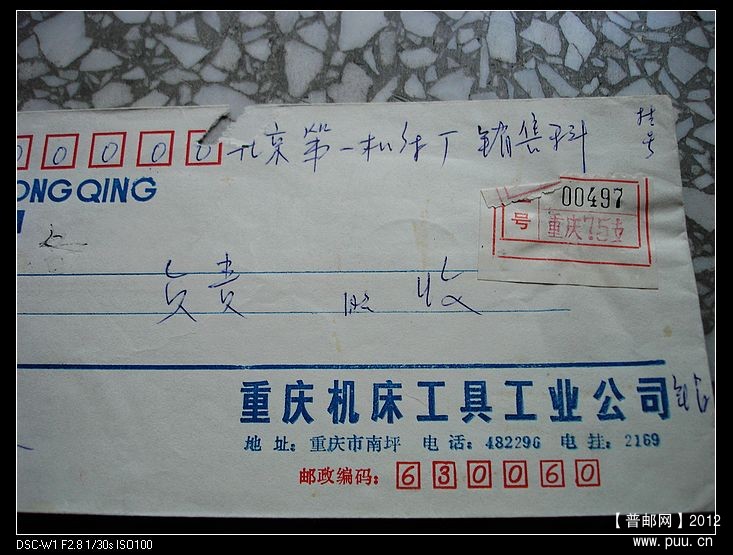 00000 北京第一机床厂销售科
挂号
ONGQING
00497
号 重庆75支
负责 同志 收
重庆机床工具工业公司
地址:重庆市南坪 电话:482296 电挂:2169
邮政编码:630060
【普邮网】2012
www.puu.cn
DSC-W1 F2.8 1/30s ISO100